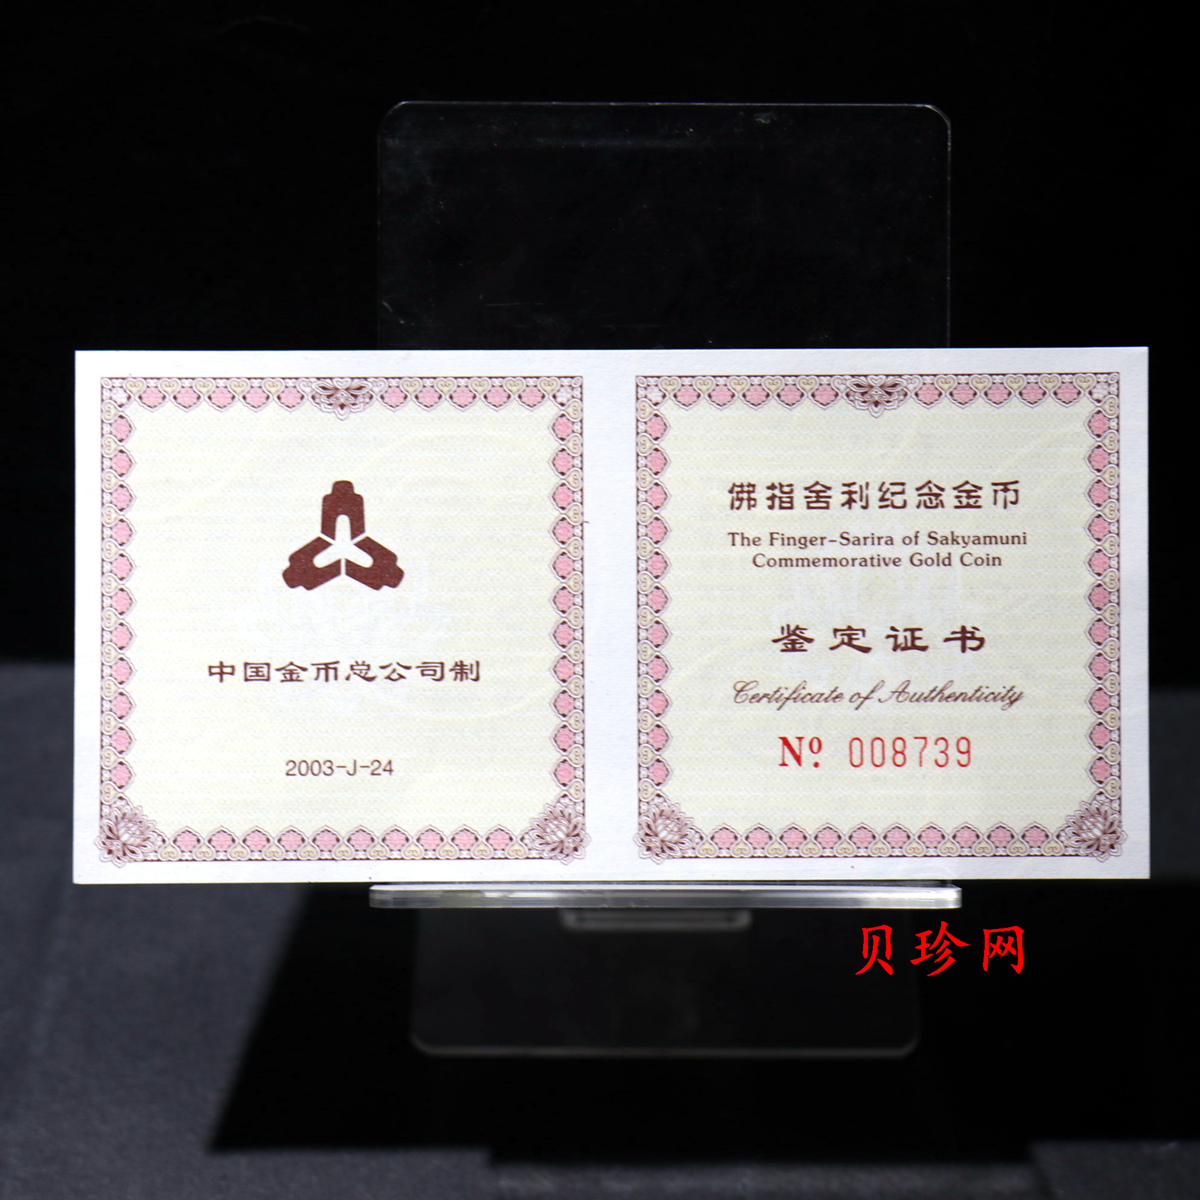 中国金币总公司制
2003-J-24
佛指舍利纪念金币
The Finger-Sarira of Sakyamuni
Commemorative Gold Coin
鉴定证书
Certificate of Authenticity
Nº 008739
贝珍网